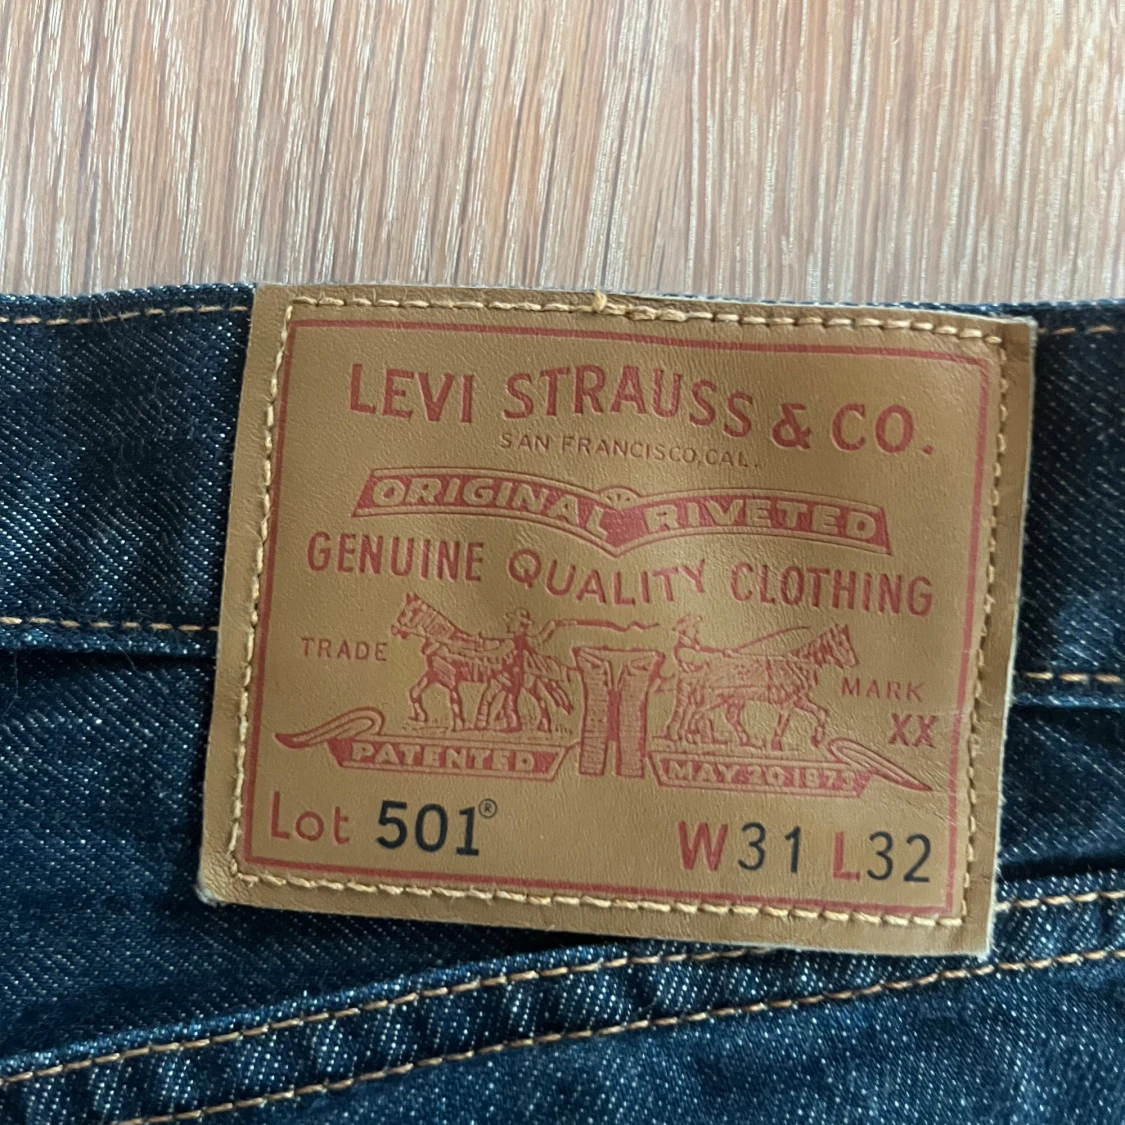 LEVI STRAUSS & CO.
SAN FRANCISCO, CAL.
ORIGINAL RIVETED
GENUINE QUALITY CLOTHING
TRADE MARK
XX
PATENTED MAY 20 1873
Lot 501® W31 L32